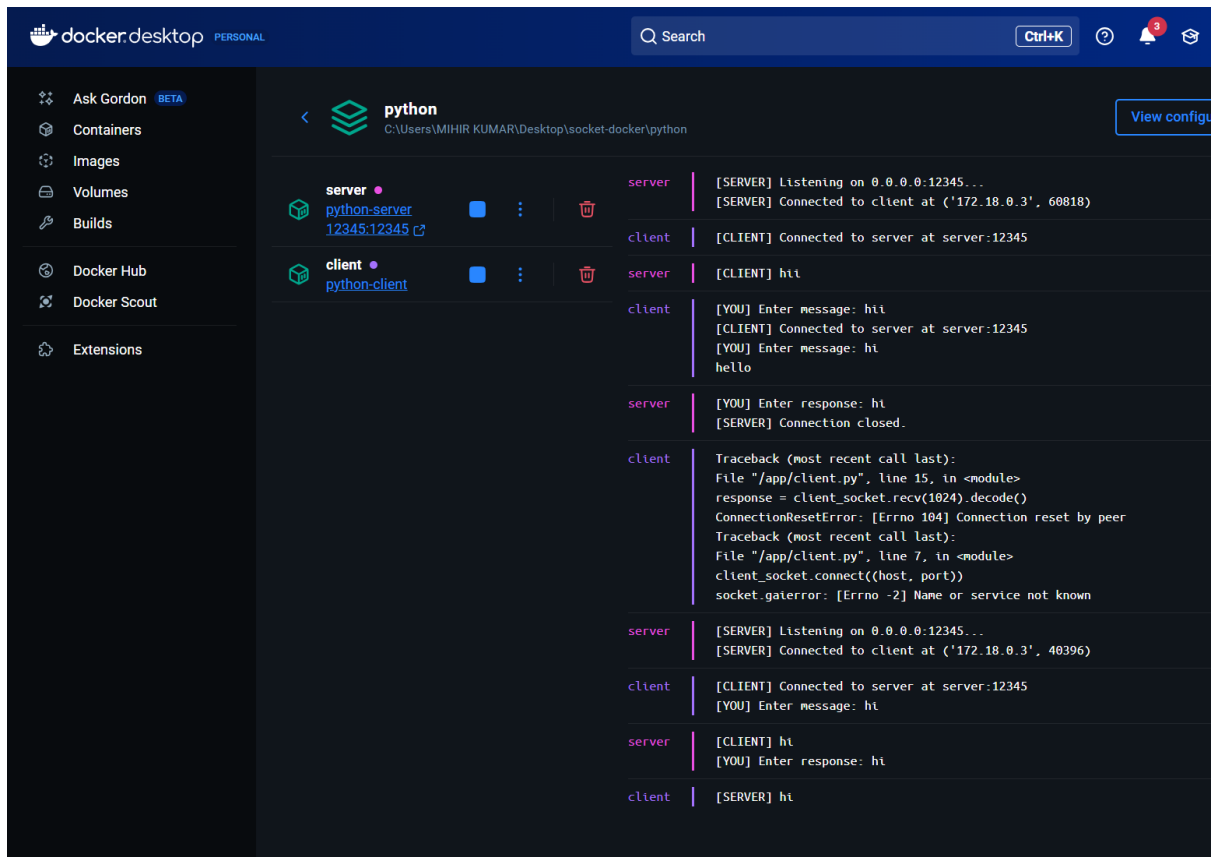 docker.desktop PERSONAL
Search
Ctrl+K
3
Ask Gordon BETA
Containers
Images
Volumes
Builds
Docker Hub
Docker Scout
Extensions
python
C:\Users\MIHIR KUMAR\Desktop\socket-docker\python
View configu
server
python-server
12345:12345
client
python-client
server
[SERVER] Listening on 0.0.0.0:12345...
[SERVER] Connected to client at ('172.18.0.3', 60818)
client
[CLIENT] Connected to server at server:12345
server
[CLIENT] hii
client
[YOU] Enter message: hii
[CLIENT] Connected to server at server:12345
[YOU] Enter message: hi
hello
server
[YOU] Enter response: hi
[SERVER] Connection closed.
client
Traceback (most recent call last):
File "/app/client.py", line 15, in <module>
response = client_socket.recv(1024).decode()
ConnectionResetError: [Errno 104] Connection reset by peer
Traceback (most recent call last):
File "/app/client.py", line 7, in <module>
client_socket.connect((host, port))
socket.gaierror: [Errno -2] Name or service not known
server
[SERVER] Listening on 0.0.0.0:12345...
[SERVER] Connected to client at ('172.18.0.3', 40396)
client
[CLIENT] Connected to server at server:12345
[YOU] Enter message: hi
server
[CLIENT] hi
[YOU] Enter response: hi
client
[SERVER] hi